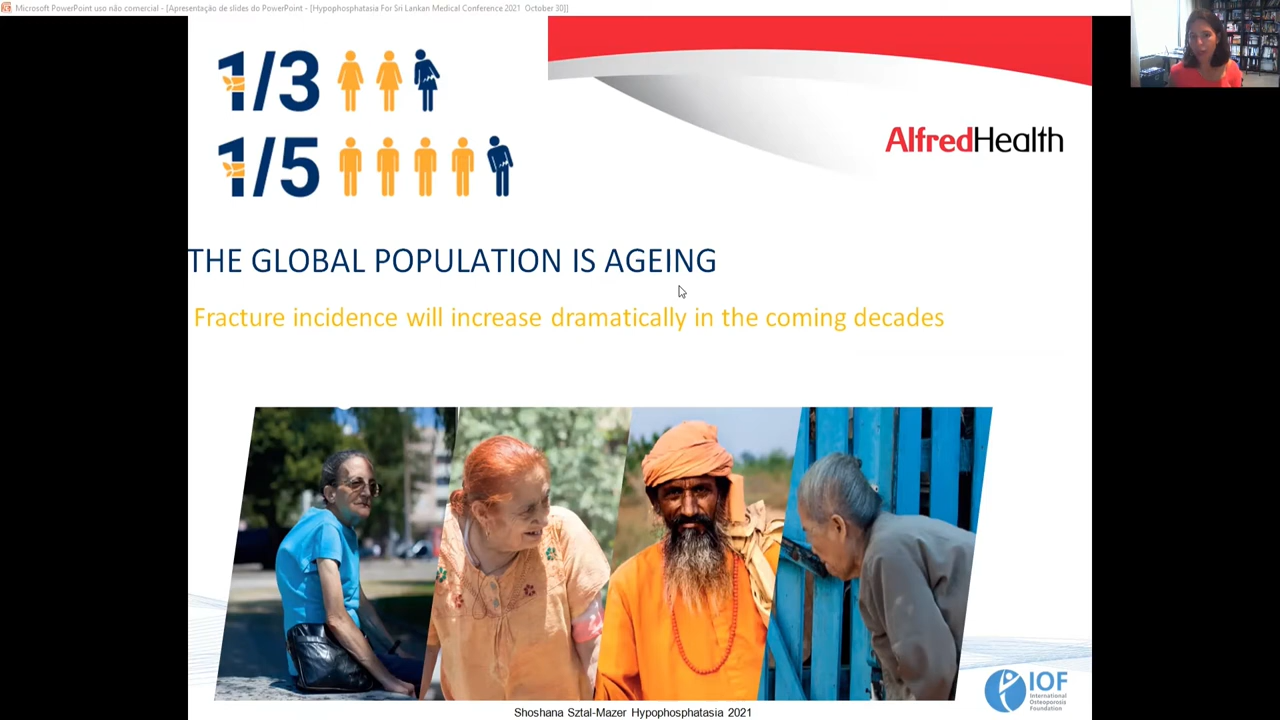 Microsoft PowerPoint uso não comercial - [Apresentação de slides do PowerPoint - [Hypophosphatasia For Sri Lankan Medical Conference 2021 October 30]]
1/3
1/5
AlfredHealth
THE GLOBAL POPULATION IS AGEING
Fracture incidence will increase dramatically in the coming decades
IOF
International
Osteoporosis
Foundation
Shoshana Sztal-Mazer Hypophosphatasia 2021